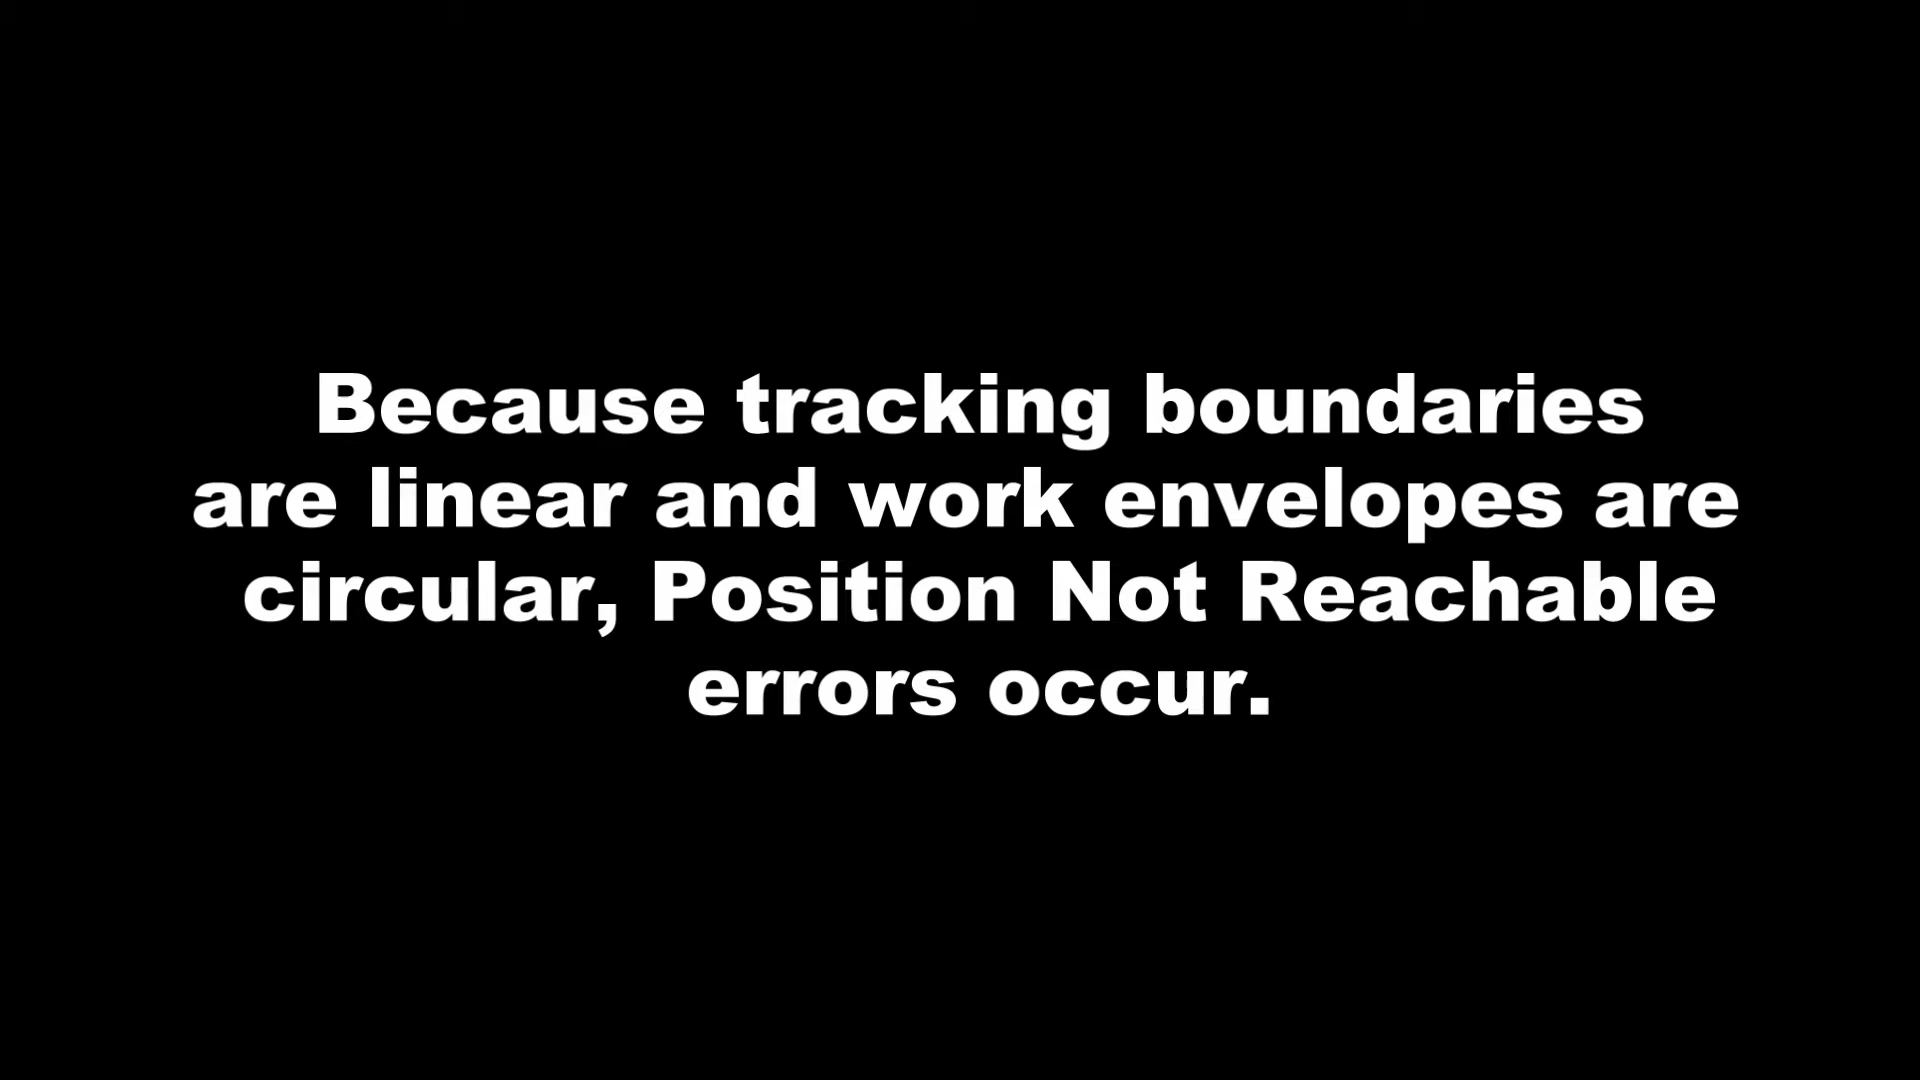 Because tracking boundaries
are linear and work envelopes are
circular, Position Not Reachable
errors occur.